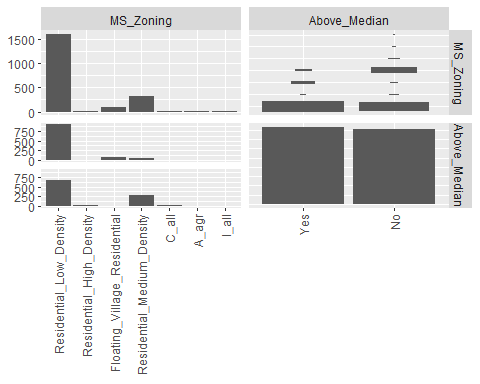 MS_Zoning
Above_Median
1500
1000
500
0
MS_Zoning
750
500
250
0
750
500
250
0
Above_Median
Residential_Low_Density
Residential_High_Density
Floating_Village_Residential
Residential_Medium_Density
C_all
A_agr
I_all
Yes
No